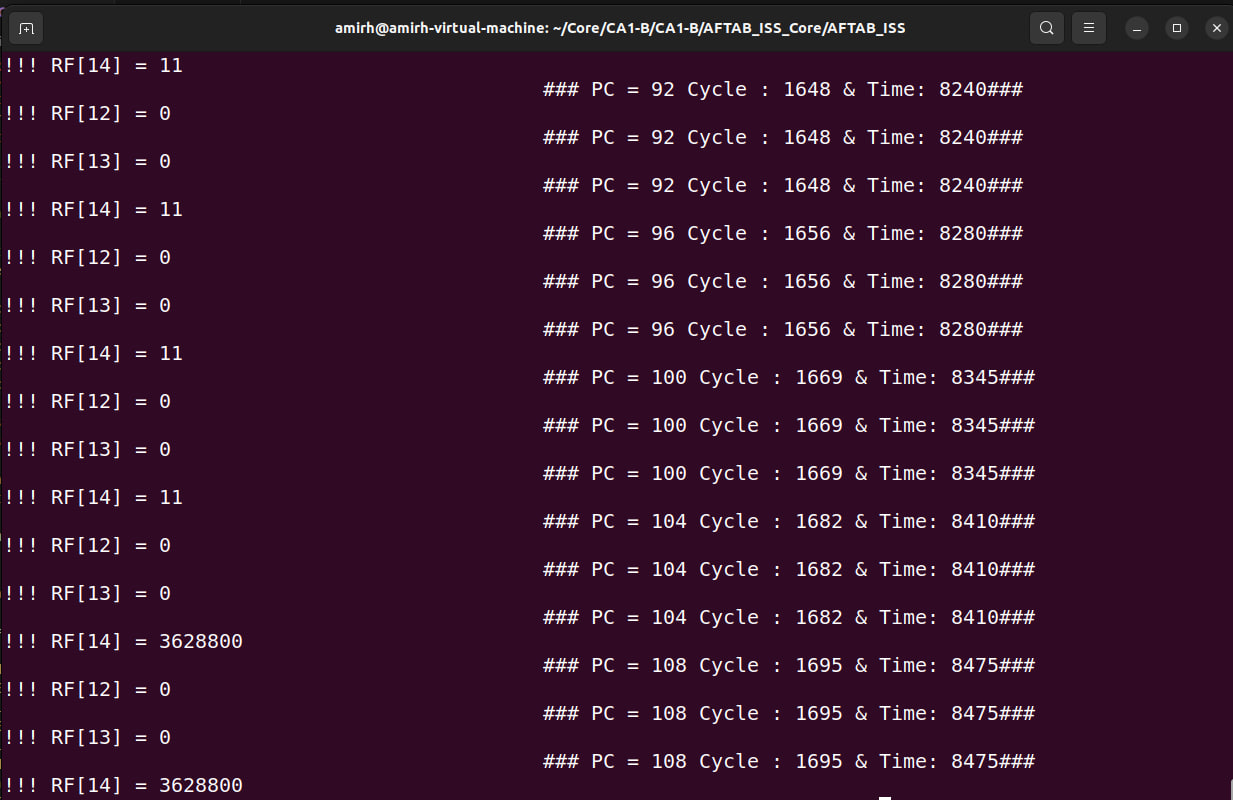 amirh@amirh-virtual-machine: ~/Core/CA1-B/CA1-B/AFTAB_ISS_Core/AFTAB_ISS
!!! RF[14] = 11
### PC = 92 Cycle : 1648 & Time: 8240###
!!! RF[12] = 0
### PC = 92 Cycle : 1648 & Time: 8240###
!!! RF[13] = 0
### PC = 92 Cycle : 1648 & Time: 8240###
!!! RF[14] = 11
### PC = 96 Cycle : 1656 & Time: 8280###
!!! RF[12] = 0
### PC = 96 Cycle : 1656 & Time: 8280###
!!! RF[13] = 0
### PC = 96 Cycle : 1656 & Time: 8280###
!!! RF[14] = 11
### PC = 100 Cycle : 1669 & Time: 8345###
!!! RF[12] = 0
### PC = 100 Cycle : 1669 & Time: 8345###
!!! RF[13] = 0
### PC = 100 Cycle : 1669 & Time: 8345###
!!! RF[14] = 11
### PC = 104 Cycle : 1682 & Time: 8410###
!!! RF[12] = 0
### PC = 104 Cycle : 1682 & Time: 8410###
!!! RF[13] = 0
### PC = 104 Cycle : 1682 & Time: 8410###
!!! RF[14] = 3628800
### PC = 108 Cycle : 1695 & Time: 8475###
!!! RF[12] = 0
### PC = 108 Cycle : 1695 & Time: 8475###
!!! RF[13] = 0
### PC = 108 Cycle : 1695 & Time: 8475###
!!! RF[14] = 3628800